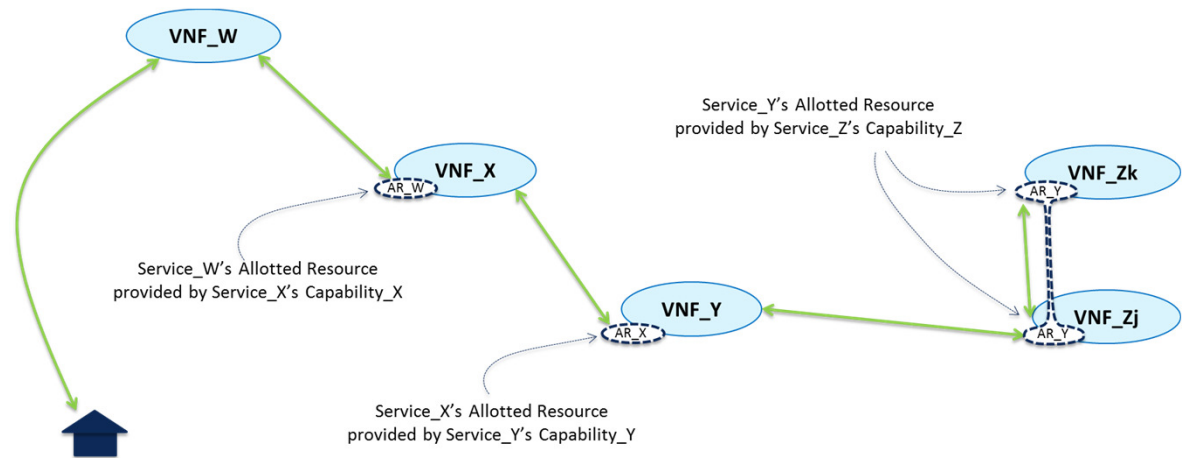 VNF_W
Service_Y's Allotted Resource
provided by Service_Z's Capability_Z
VNF_X
AR_W
VNF_Zk
AR_Y
Service_W's Allotted Resource
provided by Service_X's Capability_X
VNF_Y
AR_X
VNF_Zj
AR_Y
Service_X's Allotted Resource
provided by Service_Y's Capability_Y